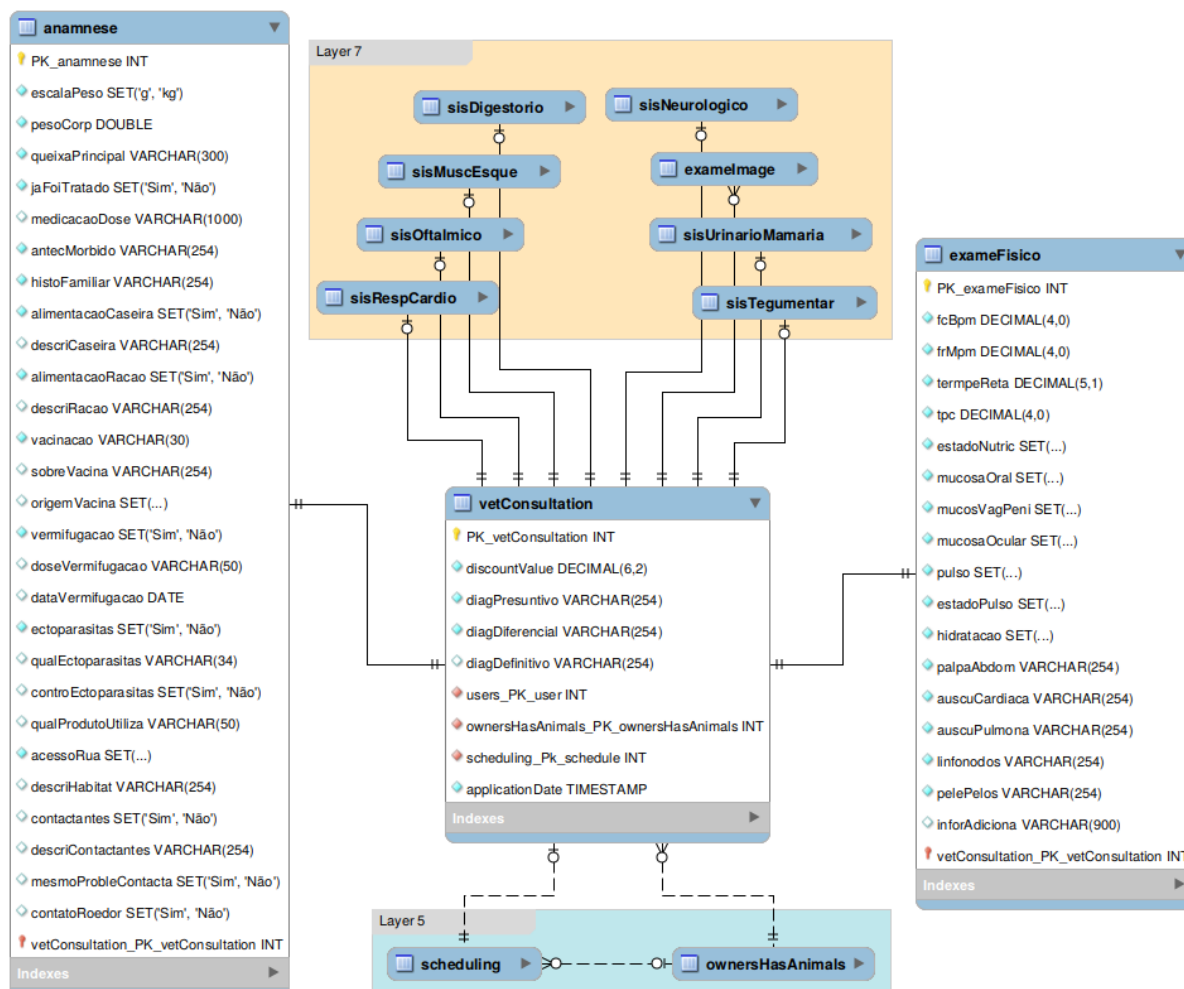 anamnese
PK_anamnese INT
escalaPeso SET('g', 'kg')
pesoCorp DOUBLE
queixaPrincipal VARCHAR(300)
jaFoiTratado SET('Sim', 'Não')
medicacaoDose VARCHAR(1000)
antecMorbido VARCHAR(254)
histoFamiliar VARCHAR(254)
alimentacaoCaseira SET('Sim', 'Não')
descriCaseira VARCHAR(254)
alimentacaoRacao SET('Sim', 'Não')
descriRacao VARCHAR(254)
vacinacao VARCHAR(30)
sobreVacina VARCHAR(254)
origemVacina SET(...)
vermifugacao SET('Sim', 'Não')
doseVermifugacao VARCHAR(50)
dataVermifugacao DATE
ectoparasitas SET('Sim', 'Não')
qualEctoparasitas VARCHAR(34)
controEctoparasitas SET('Sim', 'Não')
qualProdutoUtiliza VARCHAR(50)
acessoRua SET(...)
descriHabitat VARCHAR(254)
contactantes SET('Sim', 'Não')
descriContactantes VARCHAR(254)
mesmoProbleContacta SET('Sim', 'Não')
contatoRoedor SET('Sim', 'Não')
vetConsultation_PK_vetConsultation INT
Indexes
Layer 7
sisDigestorio
sisNeurologico
sisMuscEsque
exameImage
sisOftalmico
sisUrinarioMamaria
sisRespCardio
sisTegumentar
vetConsultation
PK_vetConsultation INT
discountValue DECIMAL(6,2)
diagPresuntivo VARCHAR(254)
diagDiferencial VARCHAR(254)
diagDefinitivo VARCHAR(254)
users_PK_user INT
ownersHasAnimals_PK_ownersHasAnimals INT
scheduling_Pk_schedule INT
applicationDate TIMESTAMP
Indexes
Layer 5
scheduling
ownersHasAnimals
exameFisico
PK_exameFisico INT
fcBpm DECIMAL(4,0)
frMpm DECIMAL(4,0)
termpeReta DECIMAL(5,1)
tpc DECIMAL(4,0)
estadoNutric SET(...)
mucosaOral SET(...)
mucosVagPeni SET(...)
mucosaOcular SET(...)
pulso SET(...)
estadoPulso SET(...)
hidratacao SET(...)
palpaAbdom VARCHAR(254)
auscuCardiaca VARCHAR(254)
auscuPulmona VARCHAR(254)
linfonodos VARCHAR(254)
pelePelos VARCHAR(254)
inforAdiciona VARCHAR(900)
vetConsultation_PK_vetConsultation INT
Indexes